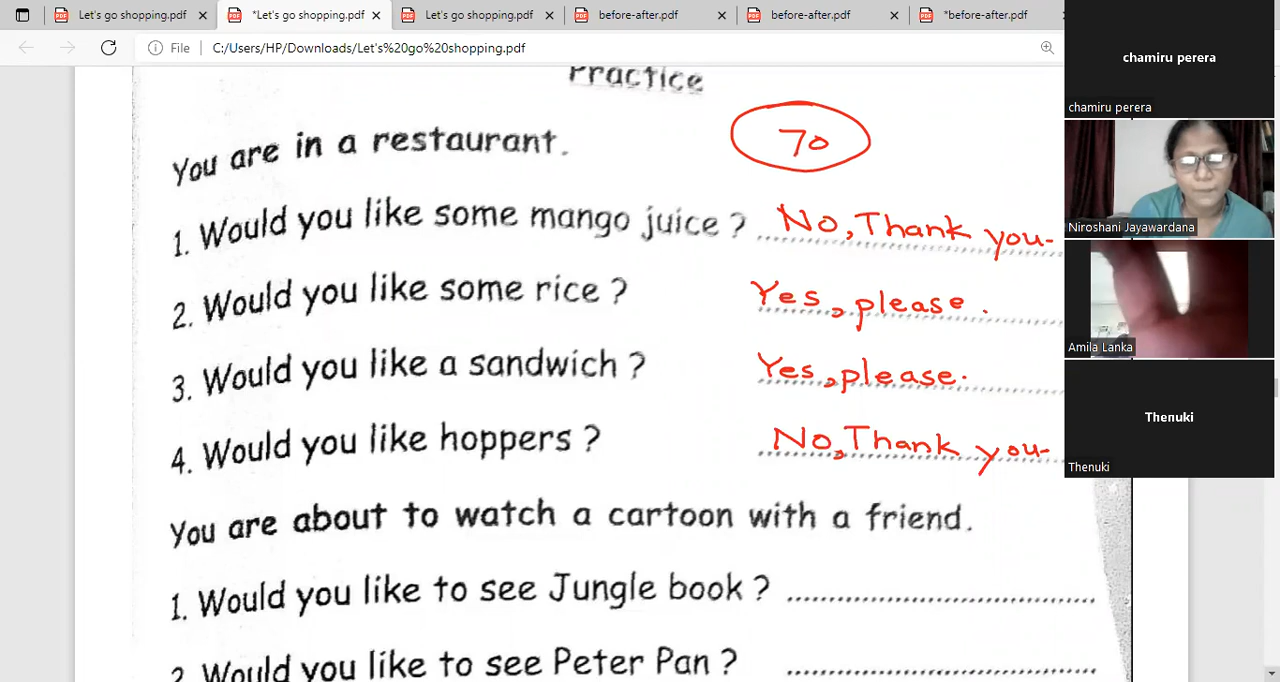 Let's go shopping.pdf
*Let's go shopping.pdf
Let's go shopping.pdf
before-after.pdf
before-after.pdf
*before-after.pdf
File C:/Users/HP/Downloads/Let's%20go%20shopping.pdf
Practice
You are in a restaurant.
70
1. Would you like some mango juice ? No, Thank you-
2. Would you like some rice ? Yes, please.
3. Would you like a sandwich ? Yes, please.
4. Would you like hoppers ? No, Thank you-
You are about to watch a cartoon with a friend.
1. Would you like to see Jungle book ?
2. Would you like to see Peter Pan ?
chamiru perera
chamiru perera
Niroshani Jayawardana
Amila Lanka
Thenuki
Thenuki